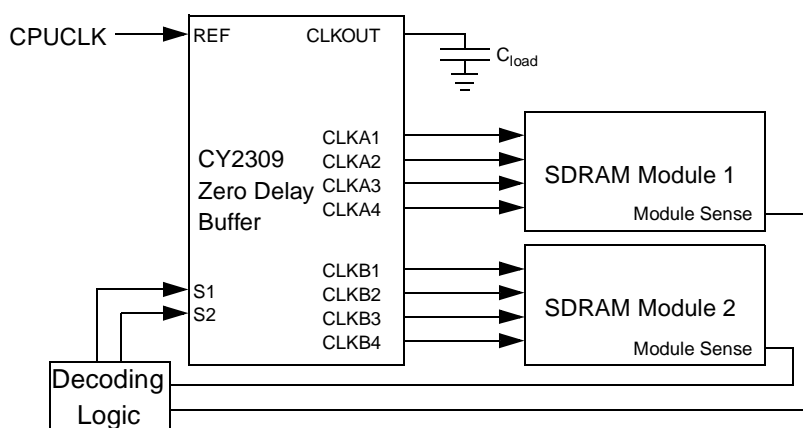 CPUCLK
REF
CLKOUT
Cload
CLKA1
CLKA2
CLKA3
CLKA4
CY2309
Zero Delay
Buffer
SDRAM Module 1
Module Sense
CLKB1
CLKB2
CLKB3
CLKB4
S1
S2
SDRAM Module 2
Module Sense
Decoding
Logic